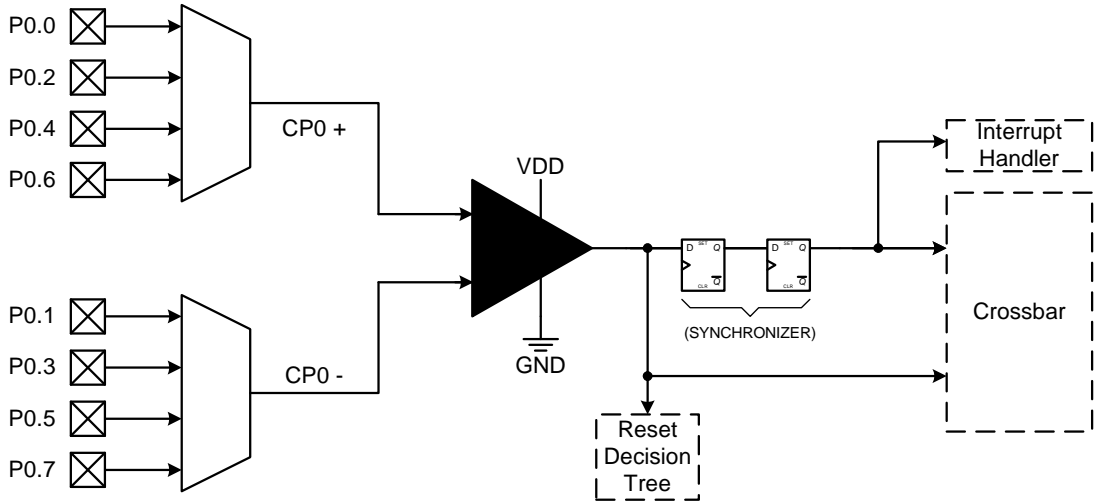 P0.0
P0.2
P0.4
P0.6
CP0 +
VDD
Interrupt
Handler
D SET Q
CLR Q
D SET Q
CLR Q
(SYNCHRONIZER)
Crossbar
P0.1
P0.3
P0.5
P0.7
CP0 -
GND
Reset
Decision
Tree